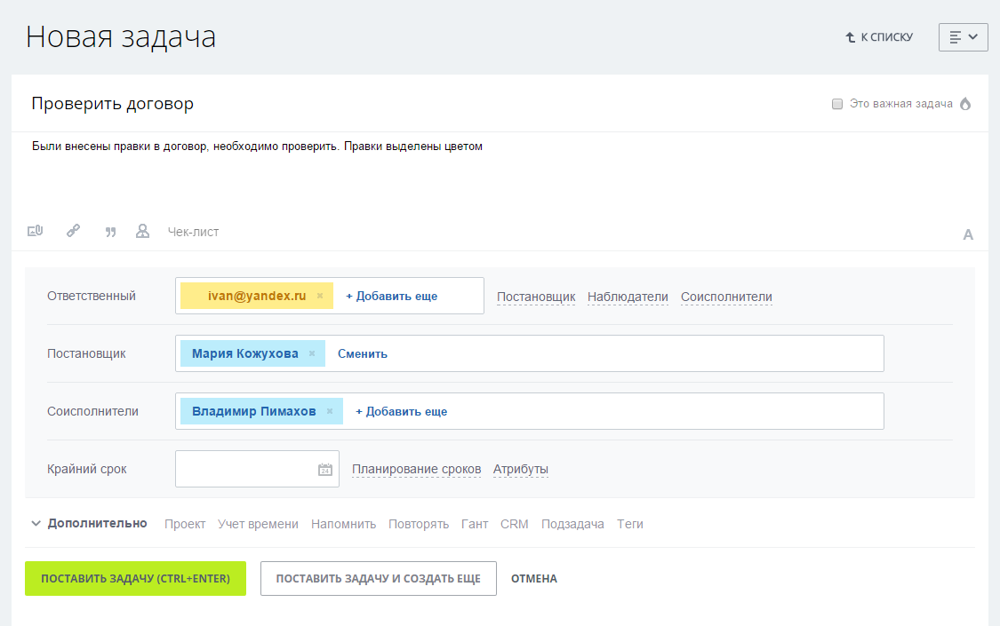 Новая задача
К СПИСКУ
Проверить договор
Это важная задача
Были внесены правки в договор, необходимо проверить. Правки выделены цветом
Чек-лист
A
Ответственный ivan@yandex.ru × + Добавить еще Постановщик Наблюдатели Соисполнители
Постановщик Мария Кожухова × Сменить
Соисполнители Владимир Пимахов × + Добавить еще
Крайний срок 24 Планирование сроков Атрибуты
Дополнительно Проект Учет времени Напомнить Повторять Гант CRM Подзадача Теги
ПОСТАВИТЬ ЗАДАЧУ (CTRL+ENTER) ПОСТАВИТЬ ЗАДАЧУ И СОЗДАТЬ ЕЩЕ ОТМЕНА